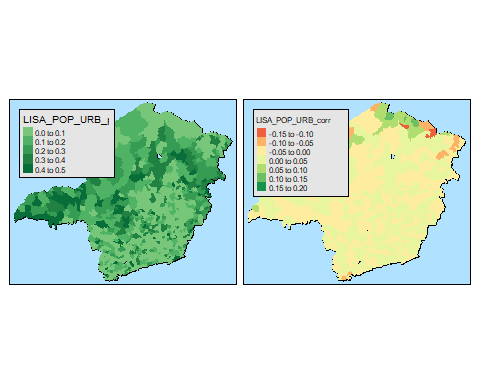 LISA_POP_URB_p
0.0 to 0.1
0.1 to 0.2
0.2 to 0.3
0.3 to 0.4
0.4 to 0.5
LISA_POP_URB_corr
-0.15 to -0.10
-0.10 to -0.05
-0.05 to 0.00
0.00 to 0.05
0.05 to 0.10
0.10 to 0.15
0.15 to 0.20